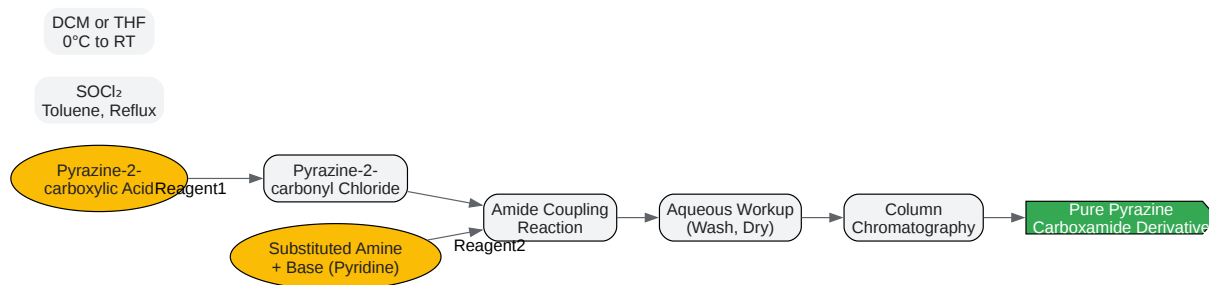 DCM or THF
0°C to RT
SOCl₂
Toluene, Reflux
Pyrazine-2-
carboxylic Acid
Reagent1
Pyrazine-2-
carbonyl Chloride
Substituted Amine
+ Base (Pyridine)
Reagent2
Amide Coupling
Reaction
Aqueous Workup
(Wash, Dry)
Column
Chromatography
Pure Pyrazine
Carboxamide Derivative